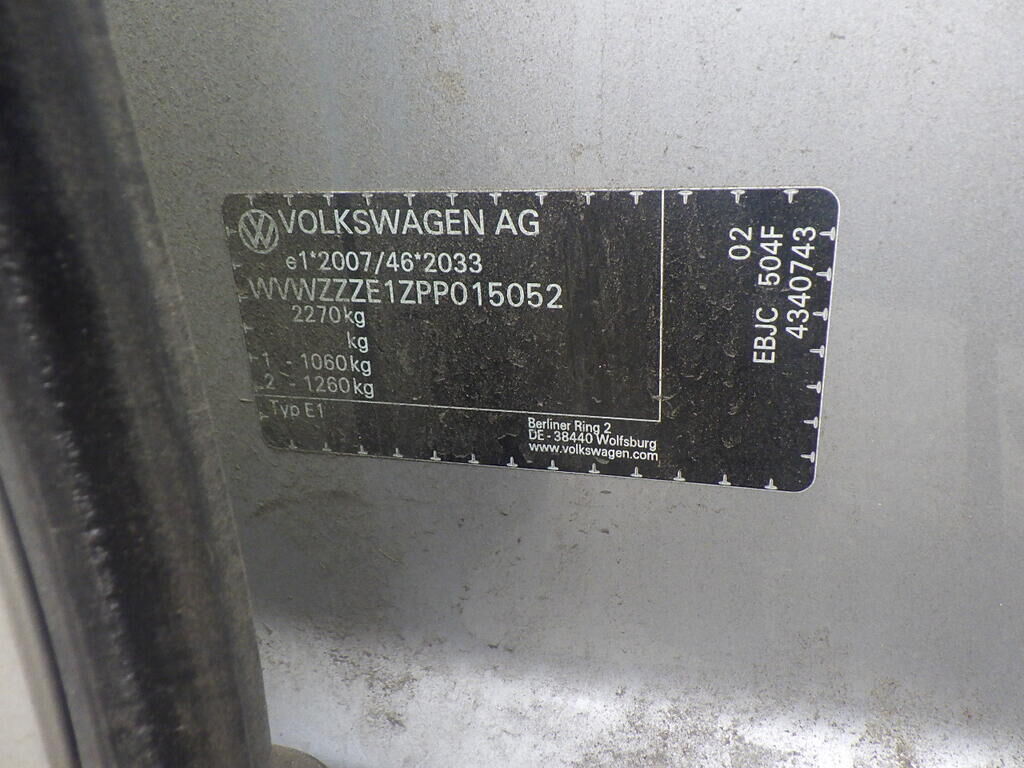 VOLKSWAGEN AG
e1*2007/46*2033
WVWZZZE1ZPP015052
2270kg
kg
1 - 1060kg
2 - 1260kg
Typ E1
Berliner Ring 2
DE - 38440 Wolfsburg
www.volkswagen.com
02
EBJC 504F
4340743